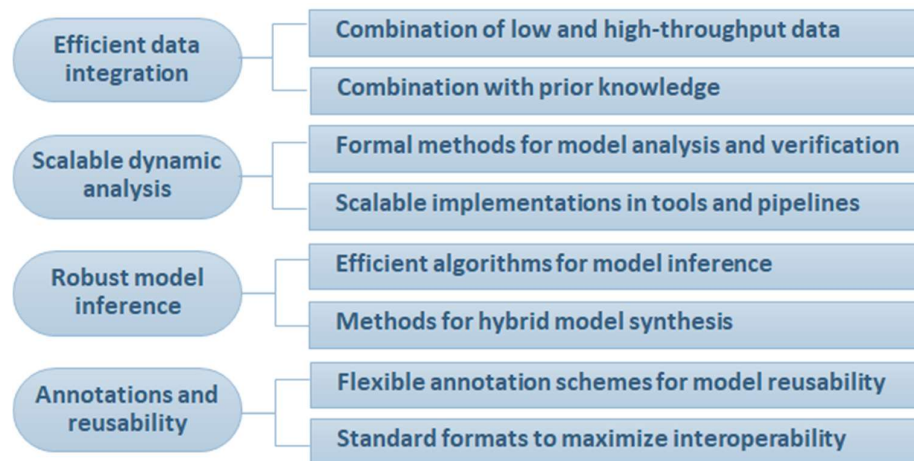 Efficient data
integration
Combination of low and high-throughput data
Combination with prior knowledge
Scalable dynamic
analysis
Formal methods for model analysis and verification
Scalable implementations in tools and pipelines
Robust model
inference
Efficient algorithms for model inference
Methods for hybrid model synthesis
Annotations and
reusability
Flexible annotation schemes for model reusability
Standard formats to maximize interoperability